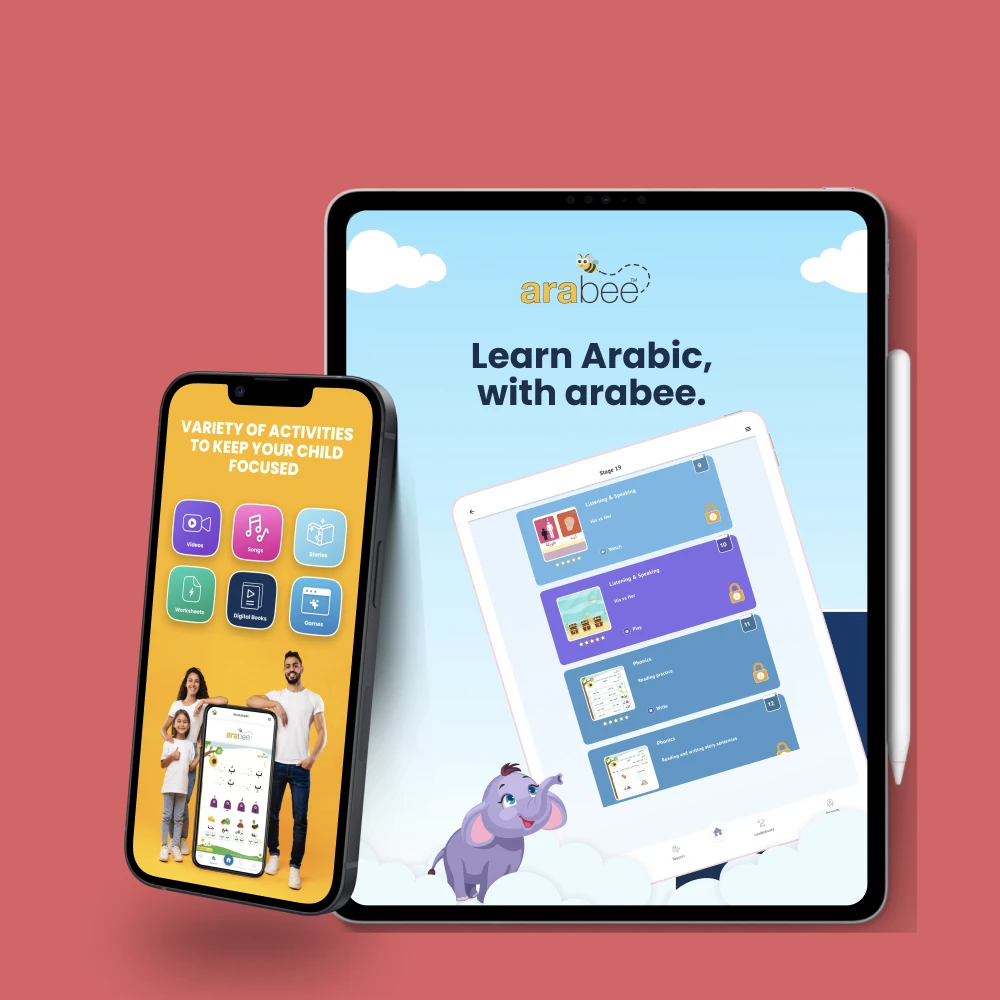 arabee™
Learn Arabic,
with arabee.
VARIETY OF ACTIVITIES
TO KEEP YOUR CHILD
FOCUSED
Videos
Songs
Stories
Worksheets
Digital Books
Games
arabee
Stage 19
9
Listening & Speaking
His vs Her
Watch
10
Listening & Speaking
His vs Her
Play
11
Phonics
Reading practice
Write
12
Phonics
Reading and writing story sentences
Leaderboard